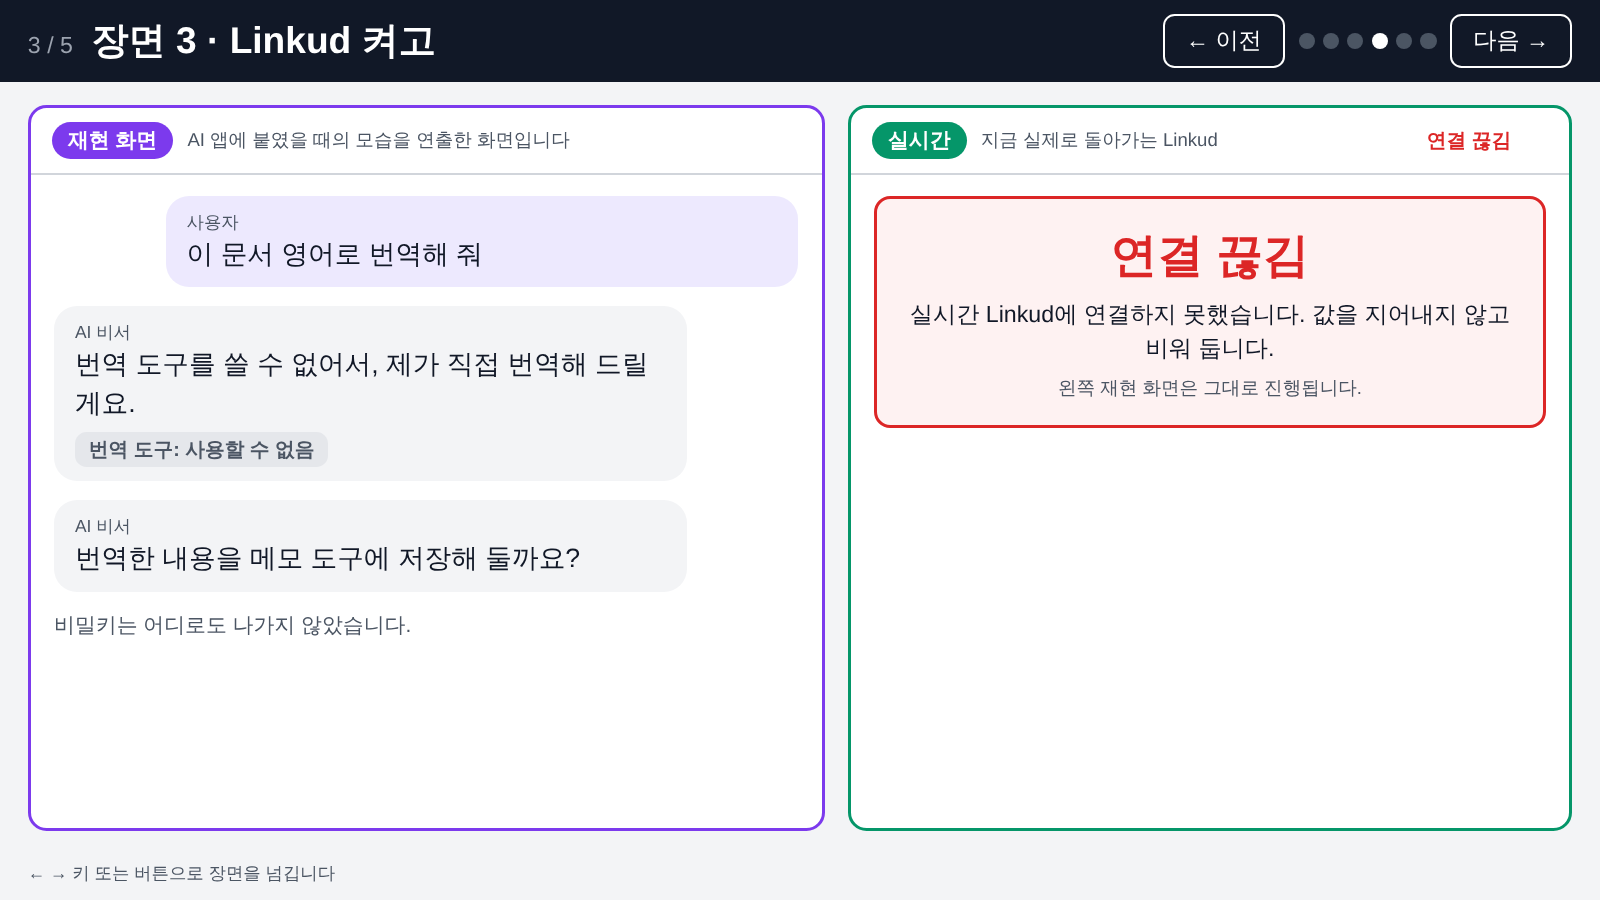 3 / 5 장면 3 · Linkud 켜고
← 이전
다음 →
재현 화면 AI 앱에 붙였을 때의 모습을 연출한 화면입니다
사용자
이 문서 영어로 번역해 줘
AI 비서
번역 도구를 쓸 수 없어서, 제가 직접 번역해 드릴
게요.
번역 도구: 사용할 수 없음
AI 비서
번역한 내용을 메모 도구에 저장해 둘까요?
비밀키는 어디로도 나가지 않았습니다.
실시간 지금 실제로 돌아가는 Linkud 연결 끊김
연결 끊김
실시간 Linkud에 연결하지 못했습니다. 값을 지어내지 않고
비워 둡니다.
왼쪽 재현 화면은 그대로 진행됩니다.
← → 키 또는 버튼으로 장면을 넘깁니다